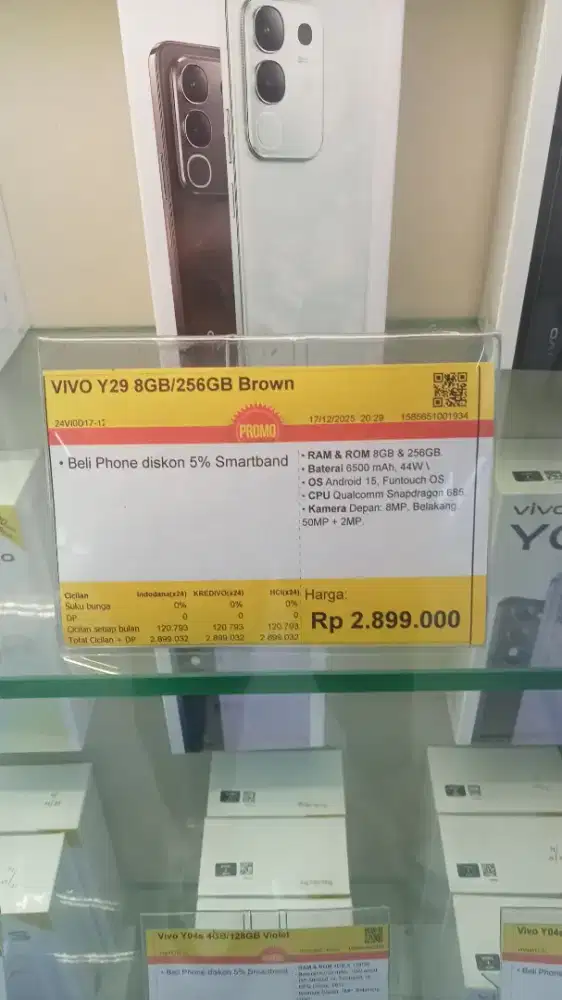 VIVO Y29 8GB/256GB Brown
24VI0D17-12
17/12/2025 20:29
1585651001934
PROMO
• Beli Phone diskon 5% Smartband
• RAM & ROM 8GB & 256GB.
• Baterai 6500 mAh, 44W \
• OS Android 15, Funtouch OS
• CPU Qualcomm Snapdragon 685.
• Kamera Depan: 8MP, Belakang:
50MP + 2MP.
Cicilan Indodana(x24) KREDIVO(x24) HCI(x24)
Suku bunga 0% 0% 0%
DP 0 0 0
Cicilan setiap bulan 120.793 120.793 120.793
Total Cicilan + DP 2.899.032 2.899.032 2.899.032
Harga:
Rp 2.899.000
vivo
Vivo Y04s 4GB/128GB Violet
• Beli Phone diskon 5% Smartband
Vivo Y04s
• Beli Phone